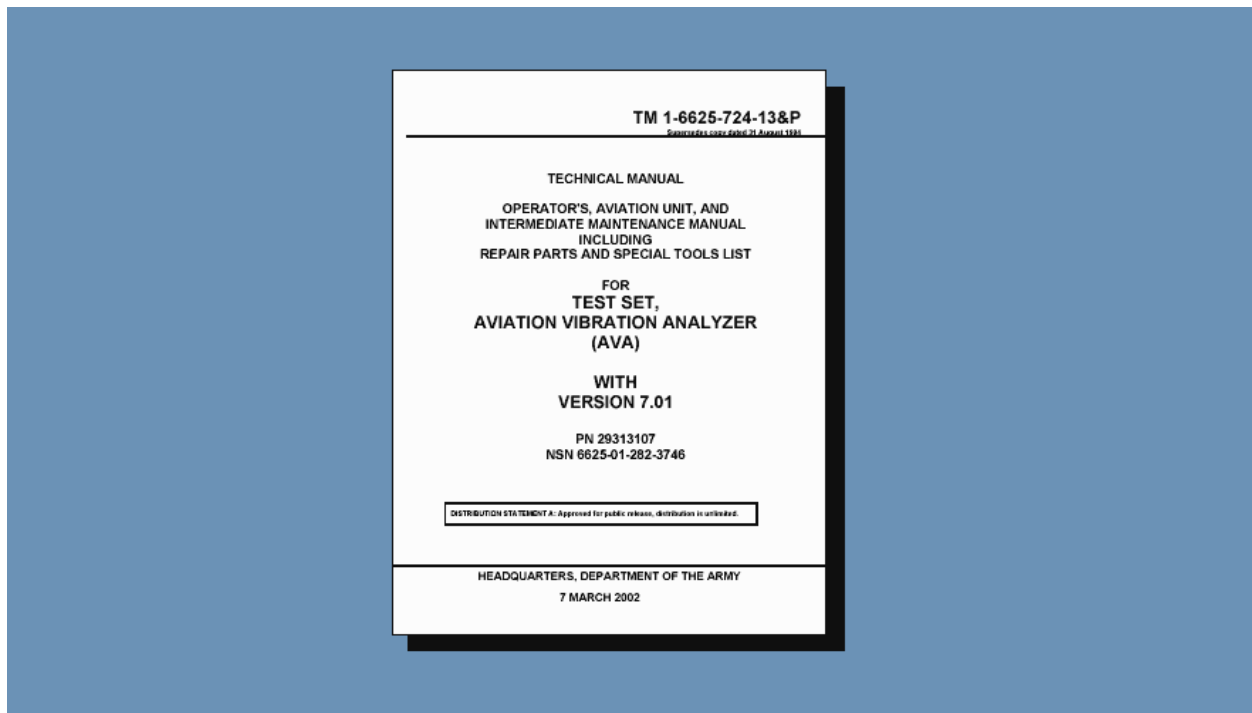 TM 1-6625-724-13&P
Supersedes copy dated 31 August 1994
TECHNICAL MANUAL
OPERATOR'S, AVIATION UNIT, AND
INTERMEDIATE MAINTENANCE MANUAL
INCLUDING
REPAIR PARTS AND SPECIAL TOOLS LIST
FOR
TEST SET,
AVIATION VIBRATION ANALYZER
(AVA)
WITH
VERSION 7.01
PN 29313107
NSN 6625-01-282-3746
DISTRIBUTION STATEMENT A: Approved for public release, distribution is unlimited.
HEADQUARTERS, DEPARTMENT OF THE ARMY
7 MARCH 2002